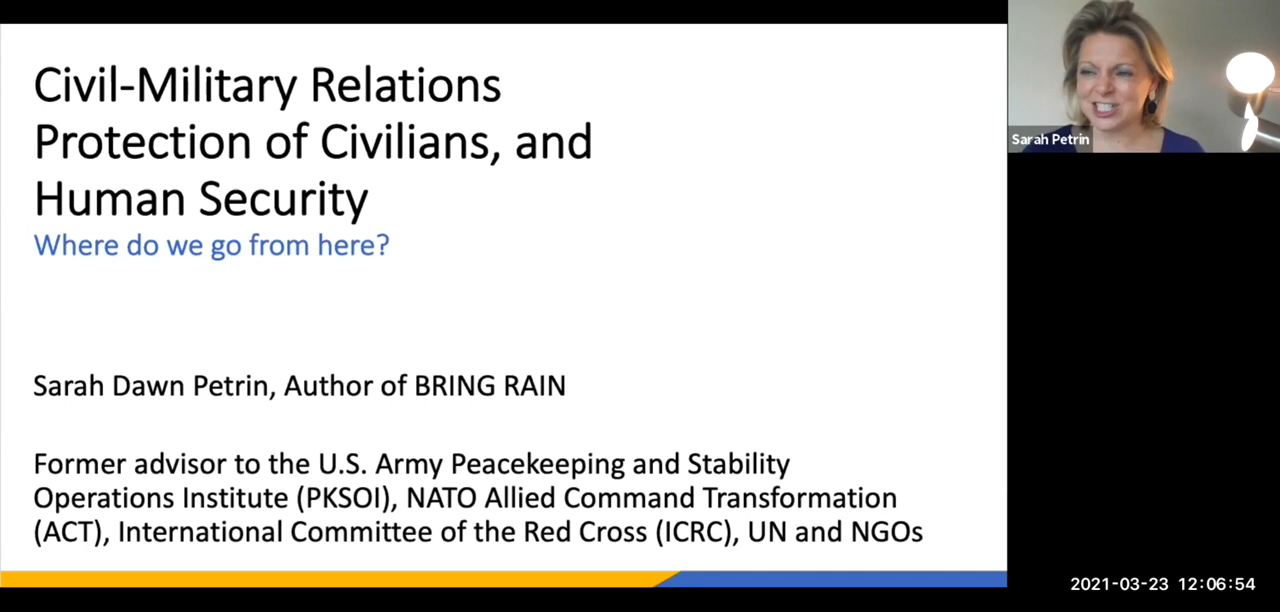 Civil-Military Relations
Protection of Civilians, and
Human Security
Where do we go from here?
Sarah Dawn Petrin, Author of BRING RAIN
Former advisor to the U.S. Army Peacekeeping and Stability
Operations Institute (PKSOI), NATO Allied Command Transformation
(ACT), International Committee of the Red Cross (ICRC), UN and NGOs
Sarah Petrin
2021-03-23 12:06:54